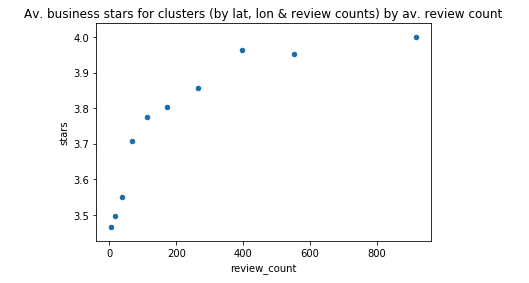 Av. business stars for clusters (by lat, lon & review counts) by av. review count
4.0
3.9
3.8
3.7
3.6
3.5
stars
0 200 400 600 800
review_count